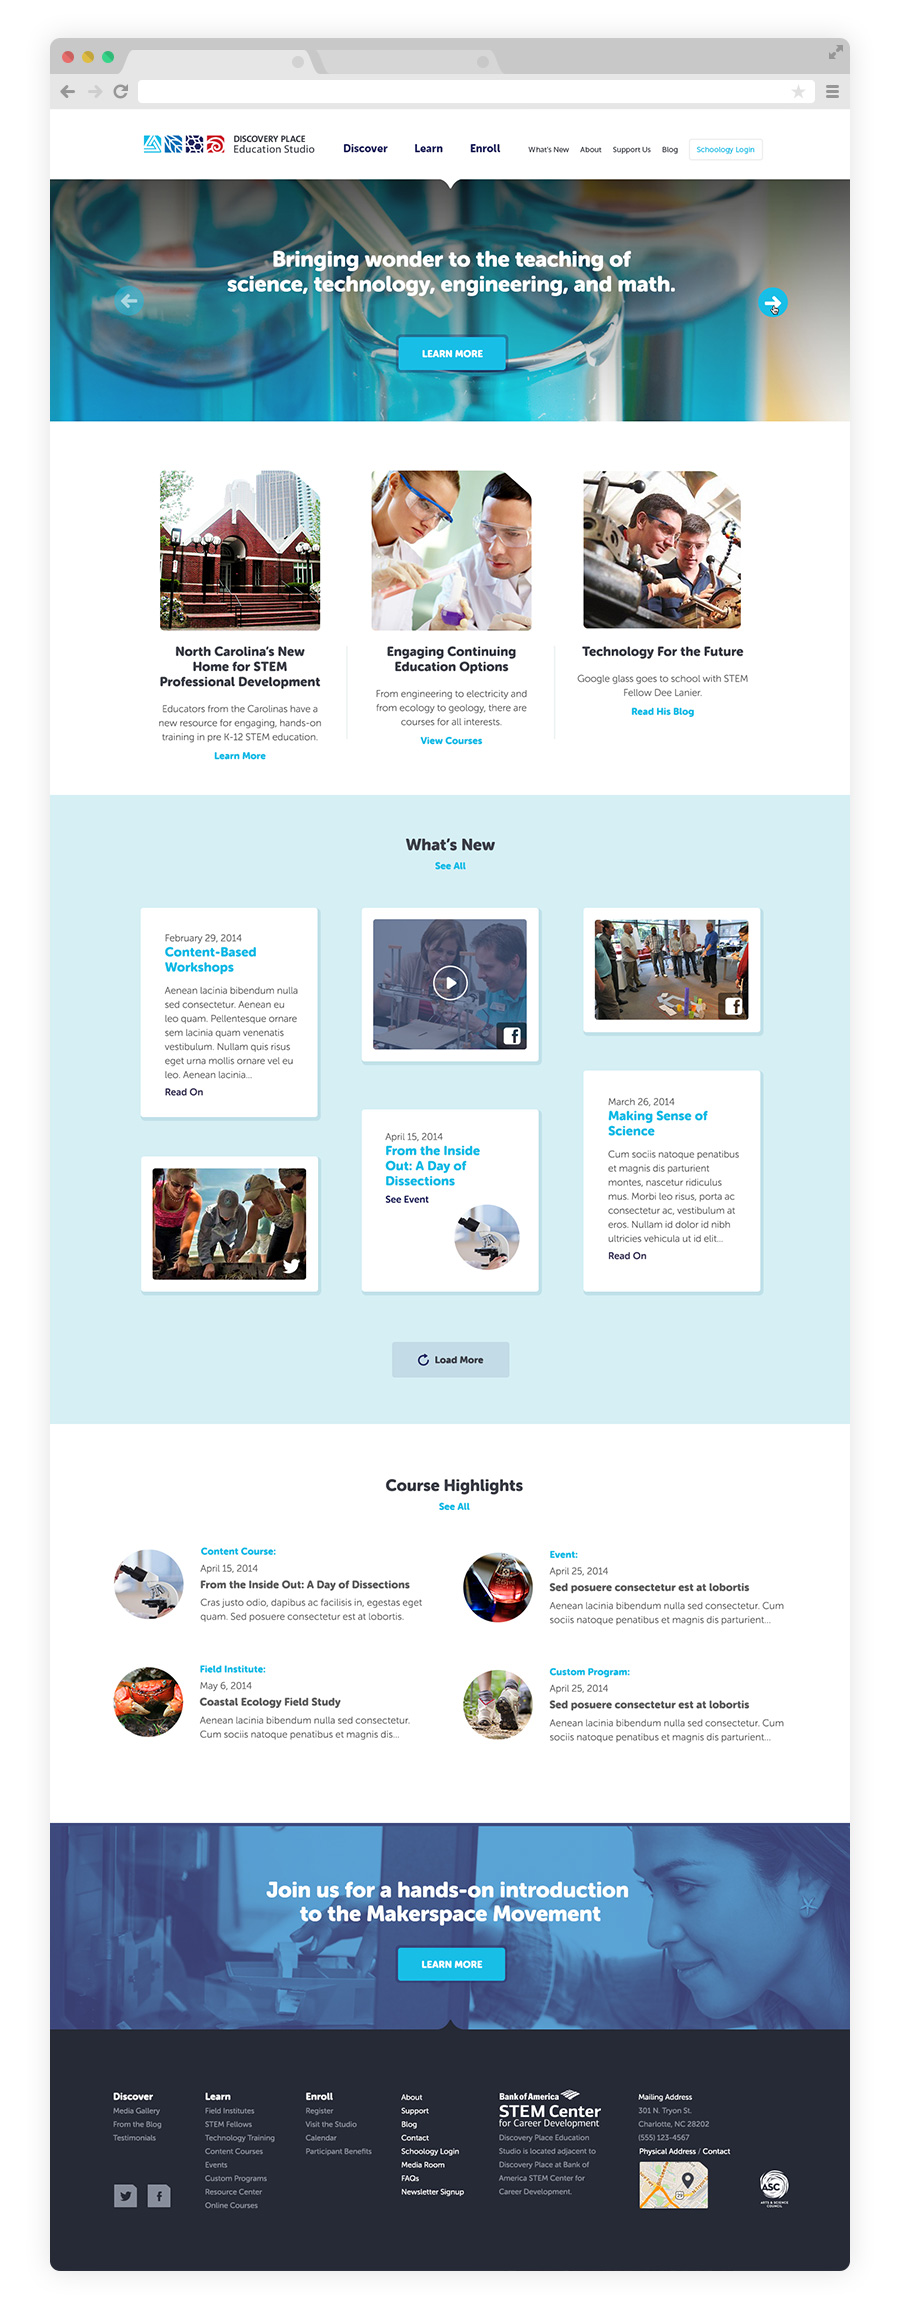 DISCOVERY PLACE
Education Studio
Discover
Learn
Enroll
What's New
About
Support Us
Blog
Schoology Login
Bringing wonder to the teaching of
science, technology, engineering, and math.
LEARN MORE
North Carolina's New
Home for STEM
Professional Development
Educators from the Carolinas have a
new resource for engaging, hands-on
training in pre K-12 STEM education.
Learn More
Engaging Continuing
Education Options
From engineering to electricity and
from ecology to geology, there are
courses for all interests.
View Courses
Technology For the Future
Google glass goes to school with STEM
Fellow Dee Lanier.
Read His Blog
What's New
See All
February 29, 2014
Content-Based
Workshops
Aenean lacinia bibendum nulla
sed consectetur. Aenean eu
leo quam. Pellentesque ornare
sem lacinia quam venenatis
vestibulum. Nullam quis risus
eget urna mollis ornare vel eu
leo. Aenean lacinia...
Read On
April 15, 2014
From the Inside
Out: A Day of
Dissections
See Event
March 26, 2014
Making Sense of
Science
Cum sociis natoque penatibus
et magnis dis parturient
montes, nascetur ridiculus
mus. Morbi leo risus, porta ac
consectetur ac, vestibulum at
eros. Nullam id dolor id nibh
ultricies vehicula ut id elit...
Read On
Load More
Course Highlights
See All
Content Course:
April 15, 2014
From the Inside Out: A Day of Dissections
Cras justo odio, dapibus ac facilisis in, egestas eget
quam. Sed posuere consectetur est at lobortis.
Event:
April 25, 2014
Sed posuere consectetur est at lobortis
Aenean lacinia bibendum nulla sed consectetur. Cum
sociis natoque penatibus et magnis dis parturient...
Field Institute:
May 6, 2014
Coastal Ecology Field Study
Aenean lacinia bibendum nulla sed consectetur.
Cum sociis natoque penatibus et magnis dis...
Custom Program:
April 25, 2014
Sed posuere consectetur est at lobortis
Aenean lacinia bibendum nulla sed consectetur. Cum
sociis natoque penatibus et magnis dis parturient...
Join us for a hands-on introduction
to the Makerspace Movement
LEARN MORE
Discover
Media Gallery
From the Blog
Testimonials
Learn
Field Institutes
STEM Fellows
Technology Training
Content Courses
Events
Custom Programs
Resource Center
Online Courses
Enroll
Register
Visit the Studio
Calendar
Participant Benefits
About
Support
Blog
Contact
Schoology Login
Media Room
FAQs
Newsletter Signup
Bank of America
STEM Center
for Career Development
Discovery Place Education
Studio is located adjacent to
Discovery Place at Bank of
America STEM Center for
Career Development.
Mailing Address
301 N. Tryon St.
Charlotte, NC 28202
(555) 123-4567
Physical Address / Contact
ASC
ARTS & SCIENCE
COUNCIL